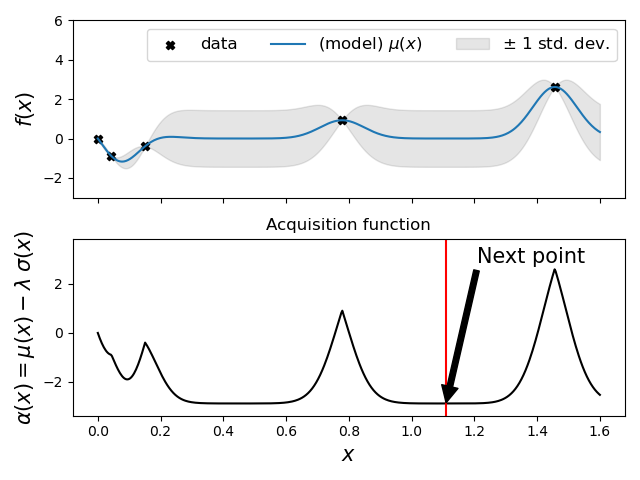 6
4
2
0
−2
f(x)
data
(model) μ(x)
± 1 std. dev.
Acquisition function
2
0
−2
α(x) = μ(x) − λ σ(x)
Next point
0.0 0.2 0.4 0.6 0.8 1.0 1.2 1.4 1.6
x